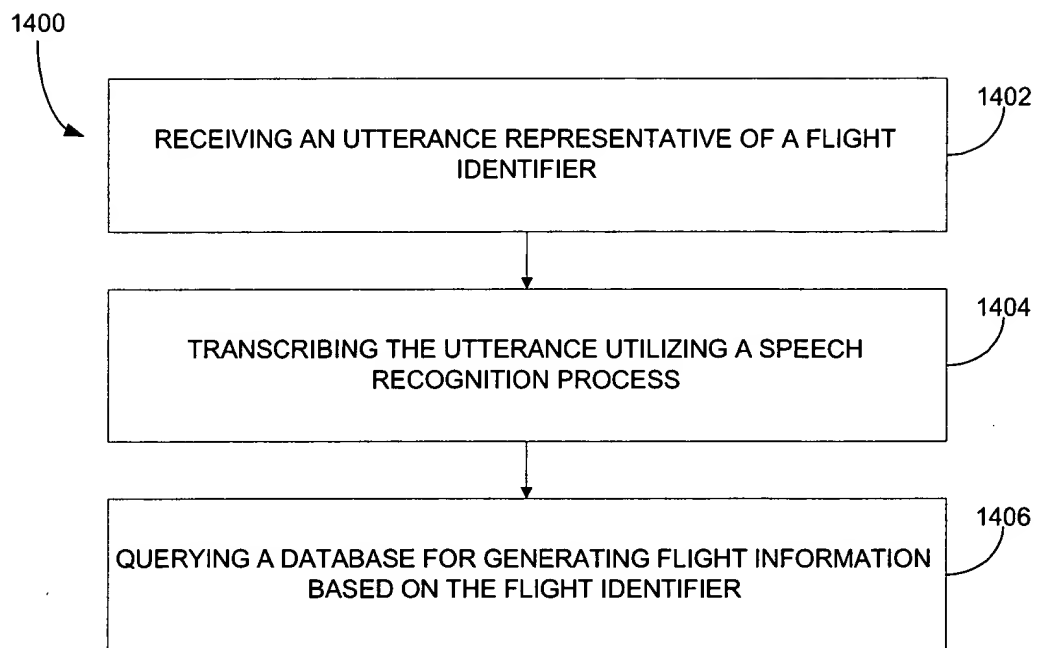 1400
1402
RECEIVING AN UTTERANCE REPRESENTATIVE OF A FLIGHT
IDENTIFIER
1404
TRANSCRIBING THE UTTERANCE UTILIZING A SPEECH
RECOGNITION PROCESS
1406
QUERYING A DATABASE FOR GENERATING FLIGHT INFORMATION
BASED ON THE FLIGHT IDENTIFIER